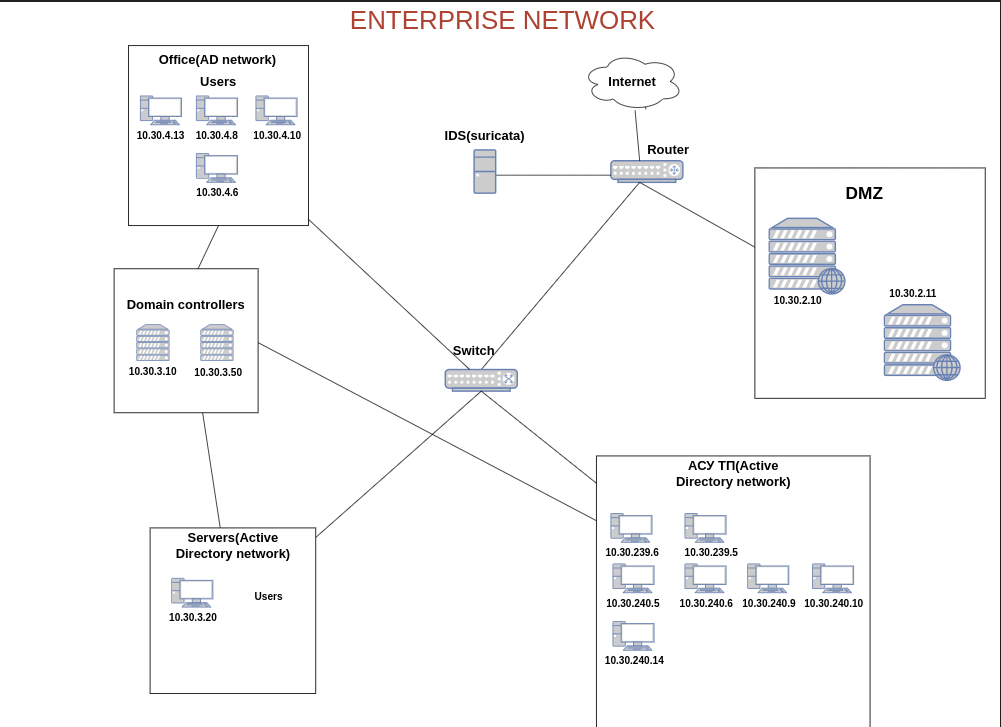 ENTERPRISE NETWORK
Office(AD network)
Users
10.30.4.13
10.30.4.8
10.30.4.10
10.30.4.6
Internet
IDS(suricata)
Router
DMZ
10.30.2.10
10.30.2.11
Domain controllers
10.30.3.10
10.30.3.50
Switch
Servers(Active
Directory network)
Users
10.30.3.20
АСУ ТП(Active
Directory network)
10.30.239.6
10.30.239.5
10.30.240.5
10.30.240.6
10.30.240.9
10.30.240.10
10.30.240.14